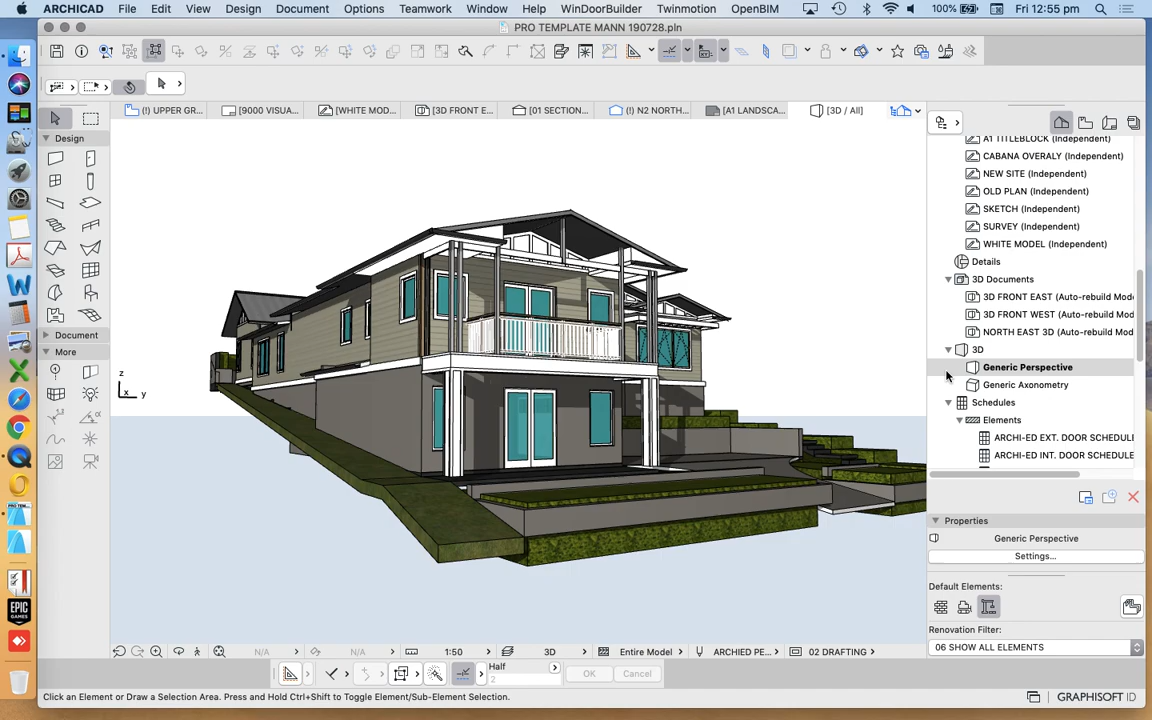 ARCHICAD File Edit View Design Document Options Teamwork Window WinDoorBuilder Twinmotion OpenBIM Help 100% Fri 12:55 pm
PRO TEMPLATE MANN 190728.pln
(!) UPPER GR... [9000 VISUA... [WHITE MOD... [3D FRONT E... [01 SECTION... (!) N2 NORTH... [A1 LANDSCA... [3D / All]
Design
Document
More
z
x y
A1 TITLEBLOCK (Independent)
CABANA OVERALY (Independent)
NEW SITE (Independent)
OLD PLAN (Independent)
SKETCH (Independent)
SURVEY (Independent)
WHITE MODEL (Independent)
Details
3D Documents
3D FRONT EAST (Auto-rebuild Mod
3D FRONT WEST (Auto-rebuild Mod
NORTH EAST 3D (Auto-rebuild Mod
3D
Generic Perspective
Generic Axonometry
Schedules
Elements
ARCHI-ED EXT. DOOR SCHEDULE
ARCHI-ED INT. DOOR SCHEDULE
Properties
Generic Perspective
Settings...
Default Elements:
Renovation Filter:
06 SHOW ALL ELEMENTS
N/A N/A 1:50 3D Entire Model ARCHIED PE... 02 DRAFTING
Half
2
OK Cancel
Click an Element or Draw a Selection Area. Press and Hold Ctrl+Shift to Toggle Element/Sub-Element Selection.
GRAPHISOFT ID